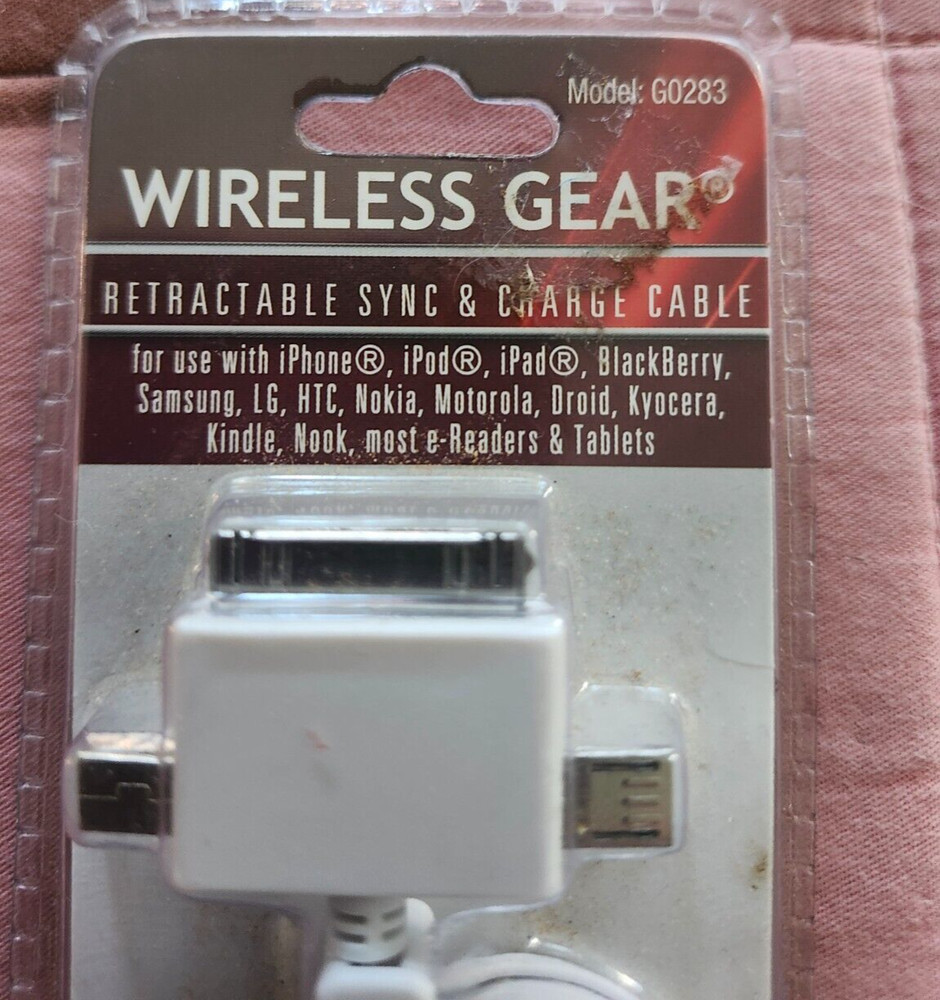 Model: G0283
WIRELESS GEAR®
RETRACTABLE SYNC & CHARGE CABLE
for use with iPhone®, iPod®, iPad®, BlackBerry,
Samsung, LG, HTC, Nokia, Motorola, Droid, Kyocera,
Kindle, Nook, most e-Readers & Tablets